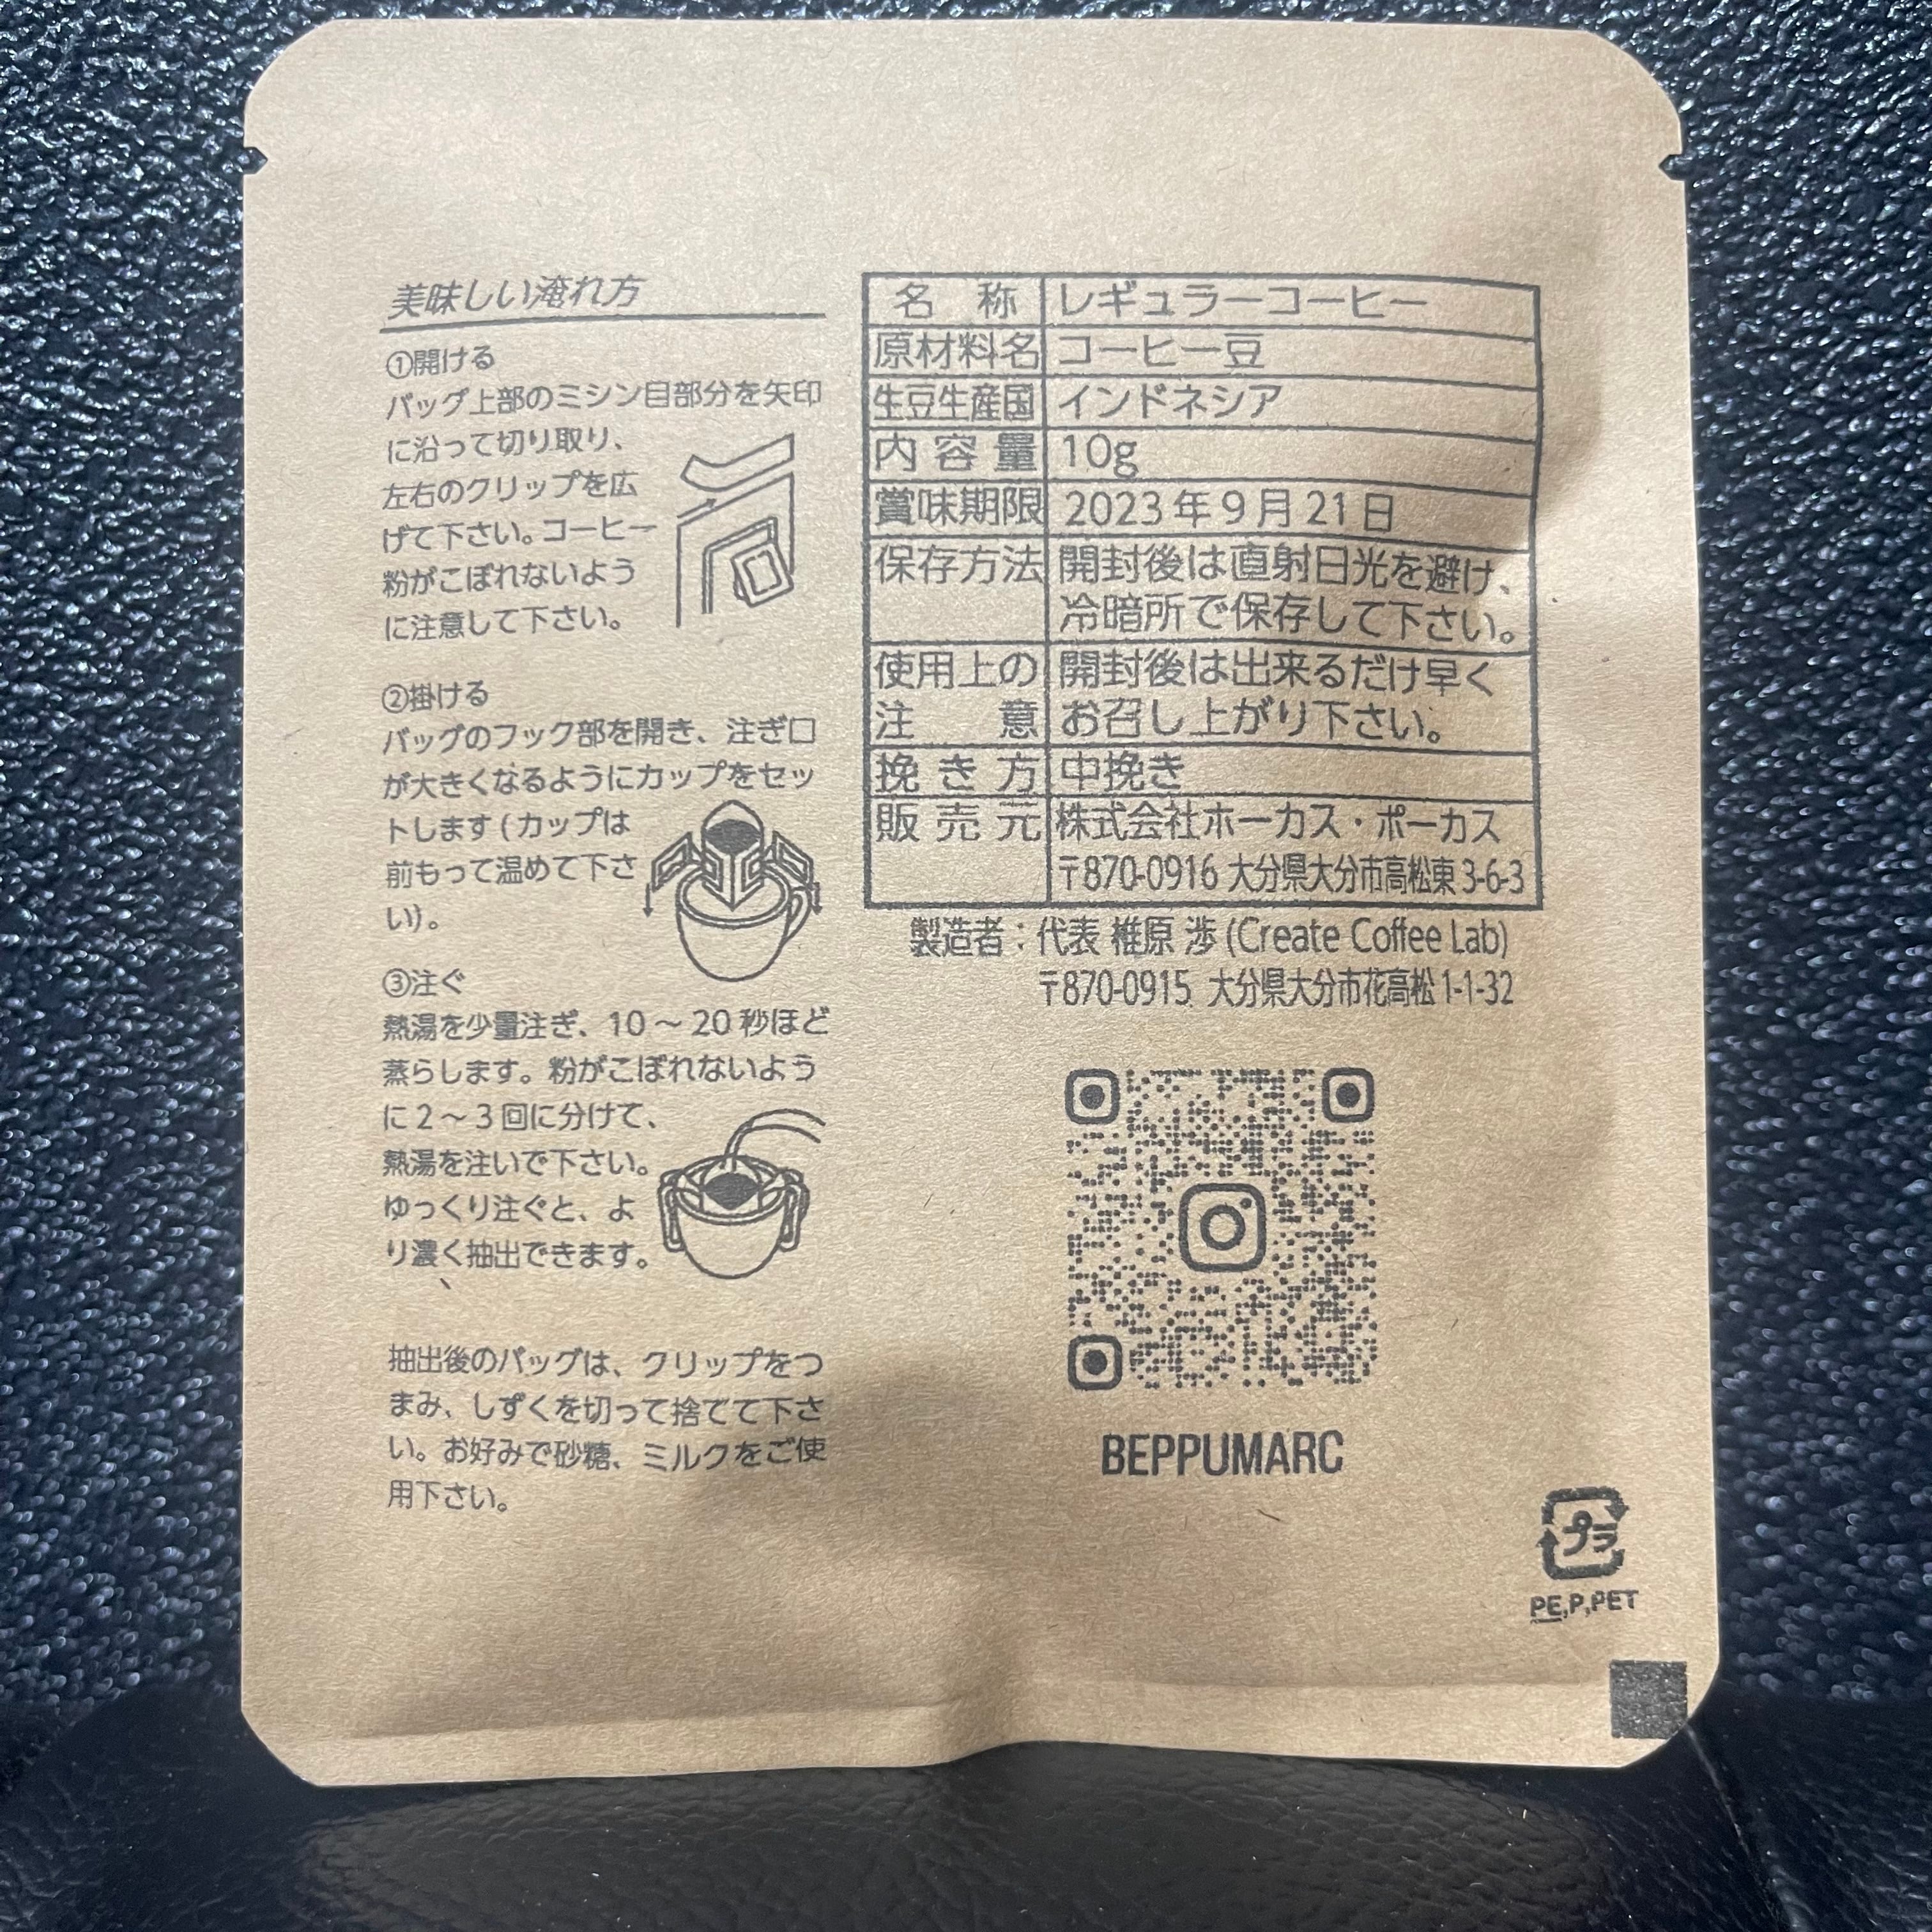 美味しい淹れ方
①開ける
バッグ上部のミシン目部分を矢印
に沿って切り取り、
左右のクリップを広
げて下さい。コーヒー
粉がこぼれないよう
に注意して下さい。
②掛ける
バッグのフック部を開き、注ぎ口
が大きくなるようにカップをセッ
トします(カップは
前もって温めて下さ
い)。
③注ぐ
熱湯を少量注ぎ、10～20秒ほど
蒸らします。粉がこぼれないよう
に2～3回に分けて、
熱湯を注いで下さい。
ゆっくり注ぐと、よ
り濃く抽出できます。
抽出後のバッグは、クリップをつ
まみ、しずくを切って捨てて下さ
い。お好みで砂糖、ミルクをご使
用下さい。
名称 レギュラーコーヒー
原材料名 コーヒー豆
生豆生産国 インドネシア
内容量 10g
賞味期限 2023年9月21日
保存方法 開封後は直射日光を避け、
冷暗所で保存して下さい。
使用上の 開封後は出来るだけ早く
注意 お召し上がり下さい。
挽き方 中挽き
販売元 株式会社ホーカス・ポーカス
〒870-0916 大分県大分市高松東3-6-3
製造者：代表 椎原 渉 (Create Coffee Lab)
〒870-0915 大分県大分市花高松1-1-32
BEPPUMARC
プラ
PE,P,PET